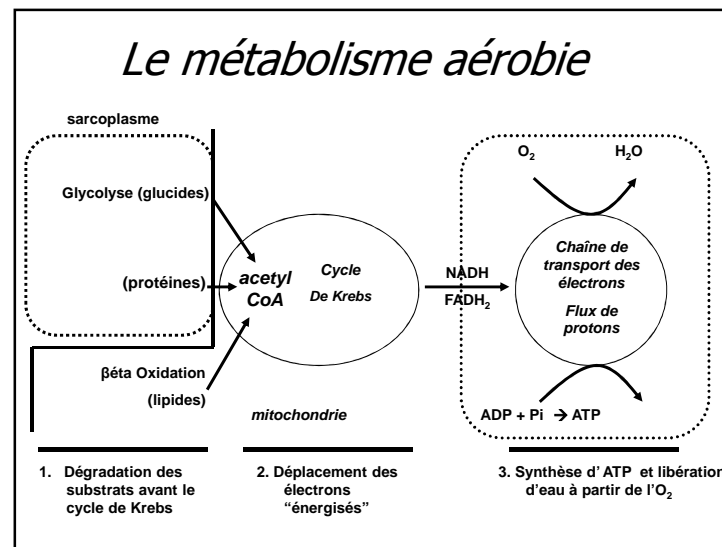 Le métabolisme aérobie
sarcoplasme
Glycolyse (glucides)
(protéines)
βéta Oxidation
(lipides)
acetyl
CoA
Cycle
De Krebs
mitochondrie
NADH
FADH₂
O₂
H₂O
Chaîne de
transport des
électrons
Flux de
protons
ADP + Pi → ATP
1. Dégradation des
substrats avant le
cycle de Krebs
2. Déplacement des
électrons
“énergisés”
3. Synthèse d’ ATP et libération
d’eau à partir de l’O₂